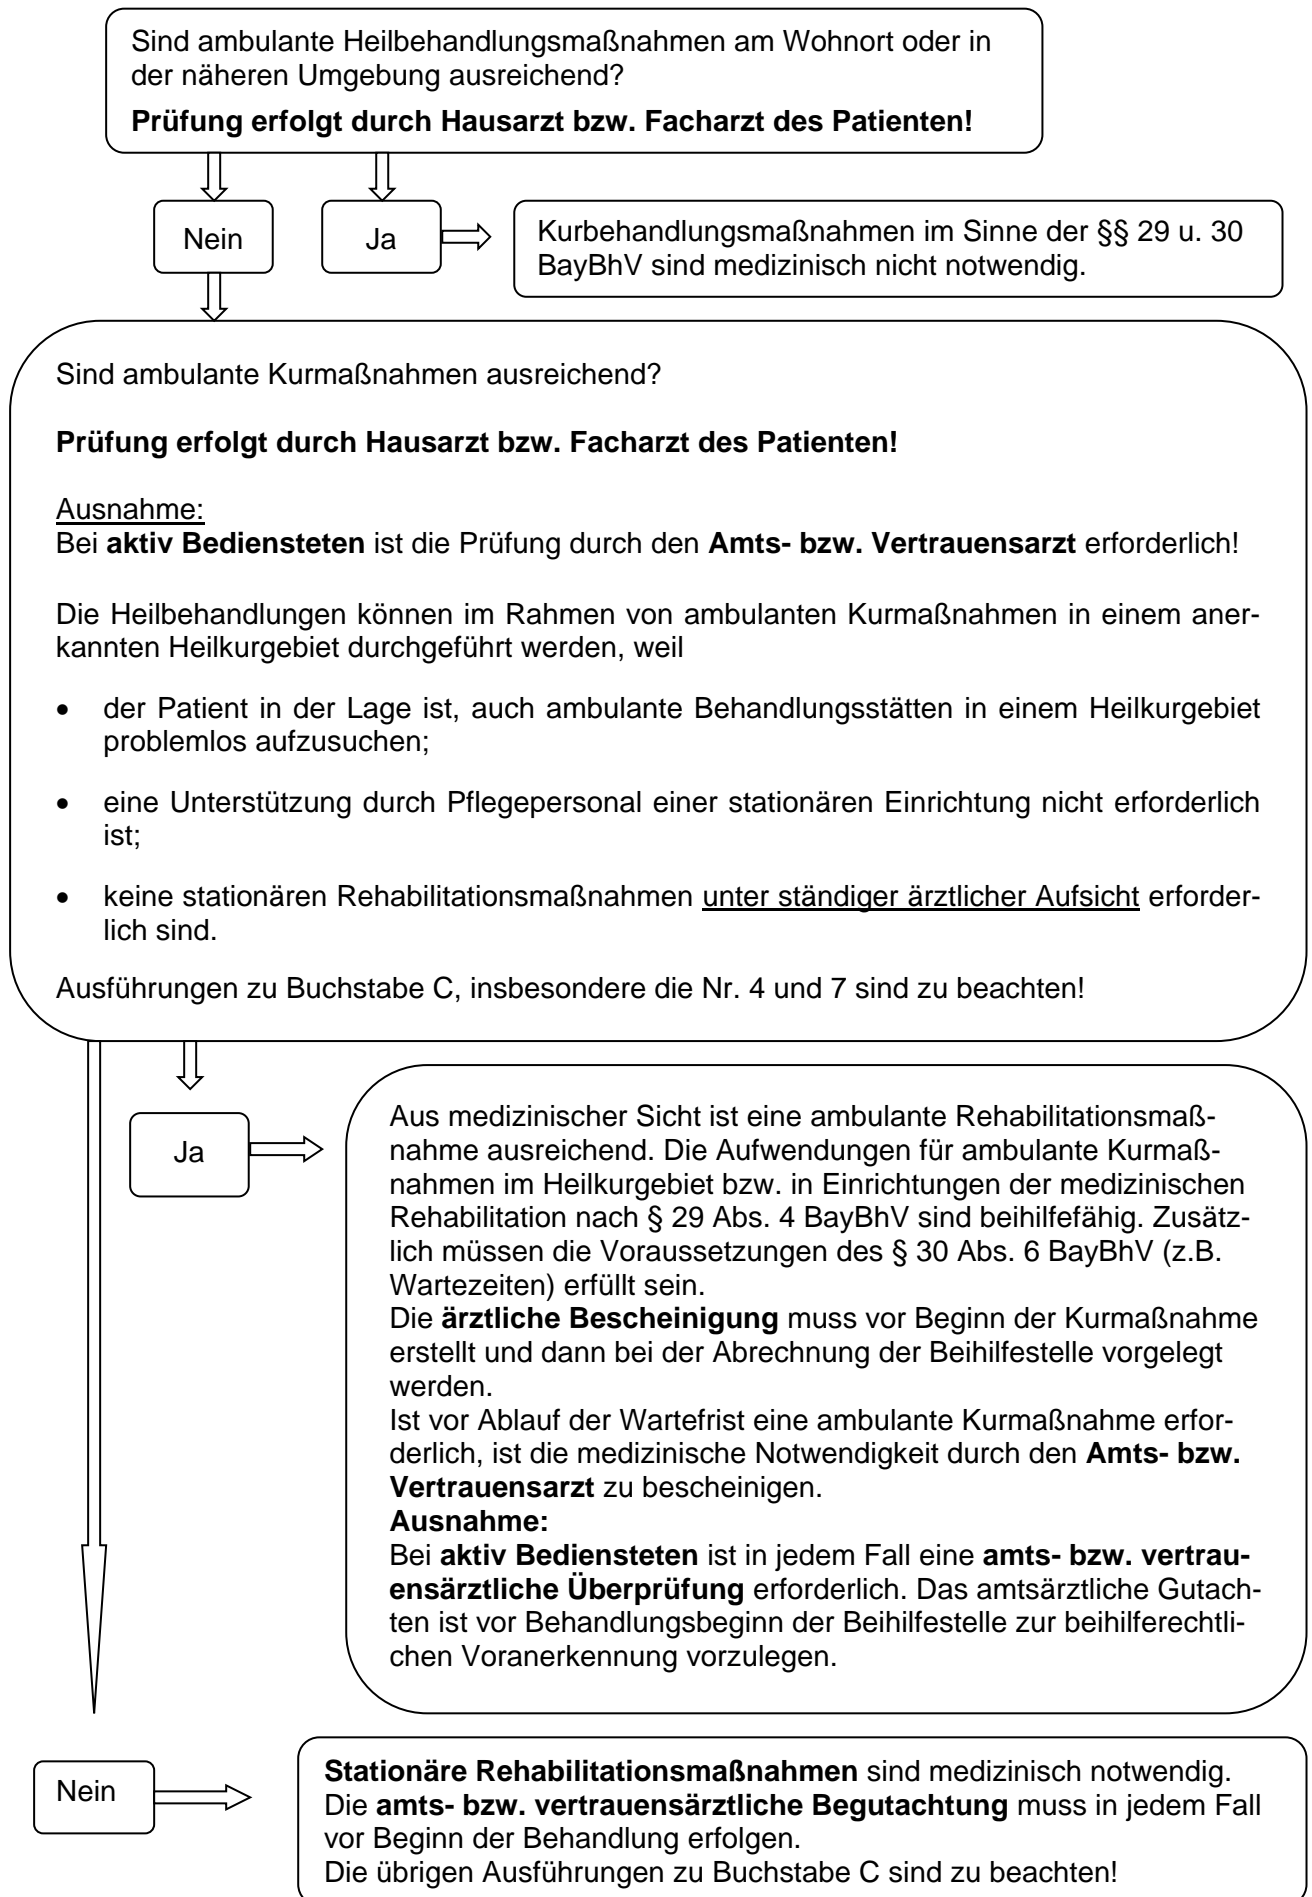 Sind ambulante Heilbehandlungsmaßnahmen am Wohnort oder in
der näheren Umgebung ausreichend?
Prüfung erfolgt durch Hausarzt bzw. Facharzt des Patienten!
Nein
Ja
Kurbehandlungsmaßnahmen im Sinne der §§ 29 u. 30
BayBhV sind medizinisch nicht notwendig.
Sind ambulante Kurmaßnahmen ausreichend?
Prüfung erfolgt durch Hausarzt bzw. Facharzt des Patienten!
Ausnahme:
Bei aktiv Bediensteten ist die Prüfung durch den Amts- bzw. Vertrauensarzt erforderlich!
Die Heilbehandlungen können im Rahmen von ambulanten Kurmaßnahmen in einem aner-
kannten Heilkurgebiet durchgeführt werden, weil
• der Patient in der Lage ist, auch ambulante Behandlungsstätten in einem Heilkurgebiet
problemlos aufzusuchen;
• eine Unterstützung durch Pflegepersonal einer stationären Einrichtung nicht erforderlich
ist;
• keine stationären Rehabilitationsmaßnahmen unter ständiger ärztlicher Aufsicht erforder-
lich sind.
Ausführungen zu Buchstabe C, insbesondere die Nr. 4 und 7 sind zu beachten!
Ja
Aus medizinischer Sicht ist eine ambulante Rehabilitationsmaß-
nahme ausreichend. Die Aufwendungen für ambulante Kurmaß-
nahmen im Heilkurgebiet bzw. in Einrichtungen der medizinischen
Rehabilitation nach § 29 Abs. 4 BayBhV sind beihilfefähig. Zusätz-
lich müssen die Voraussetzungen des § 30 Abs. 6 BayBhV (z.B.
Wartezeiten) erfüllt sein.
Die ärztliche Bescheinigung muss vor Beginn der Kurmaßnahme
erstellt und dann bei der Abrechnung der Beihilfestelle vorgelegt
werden.
Ist vor Ablauf der Wartefrist eine ambulante Kurmaßnahme erfor-
derlich, ist die medizinische Notwendigkeit durch den Amts- bzw.
Vertrauensarzt zu bescheinigen.
Ausnahme:
Bei aktiv Bediensteten ist in jedem Fall eine amts- bzw. vertrau-
ensärztliche Überprüfung erforderlich. Das amtsärztliche Gutach-
ten ist vor Behandlungsbeginn der Beihilfestelle zur beihilferechtli-
chen Voranerkennung vorzulegen.
Nein
Stationäre Rehabilitationsmaßnahmen sind medizinisch notwendig.
Die amts- bzw. vertrauensärztliche Begutachtung muss in jedem Fall
vor Beginn der Behandlung erfolgen.
Die übrigen Ausführungen zu Buchstabe C sind zu beachten!